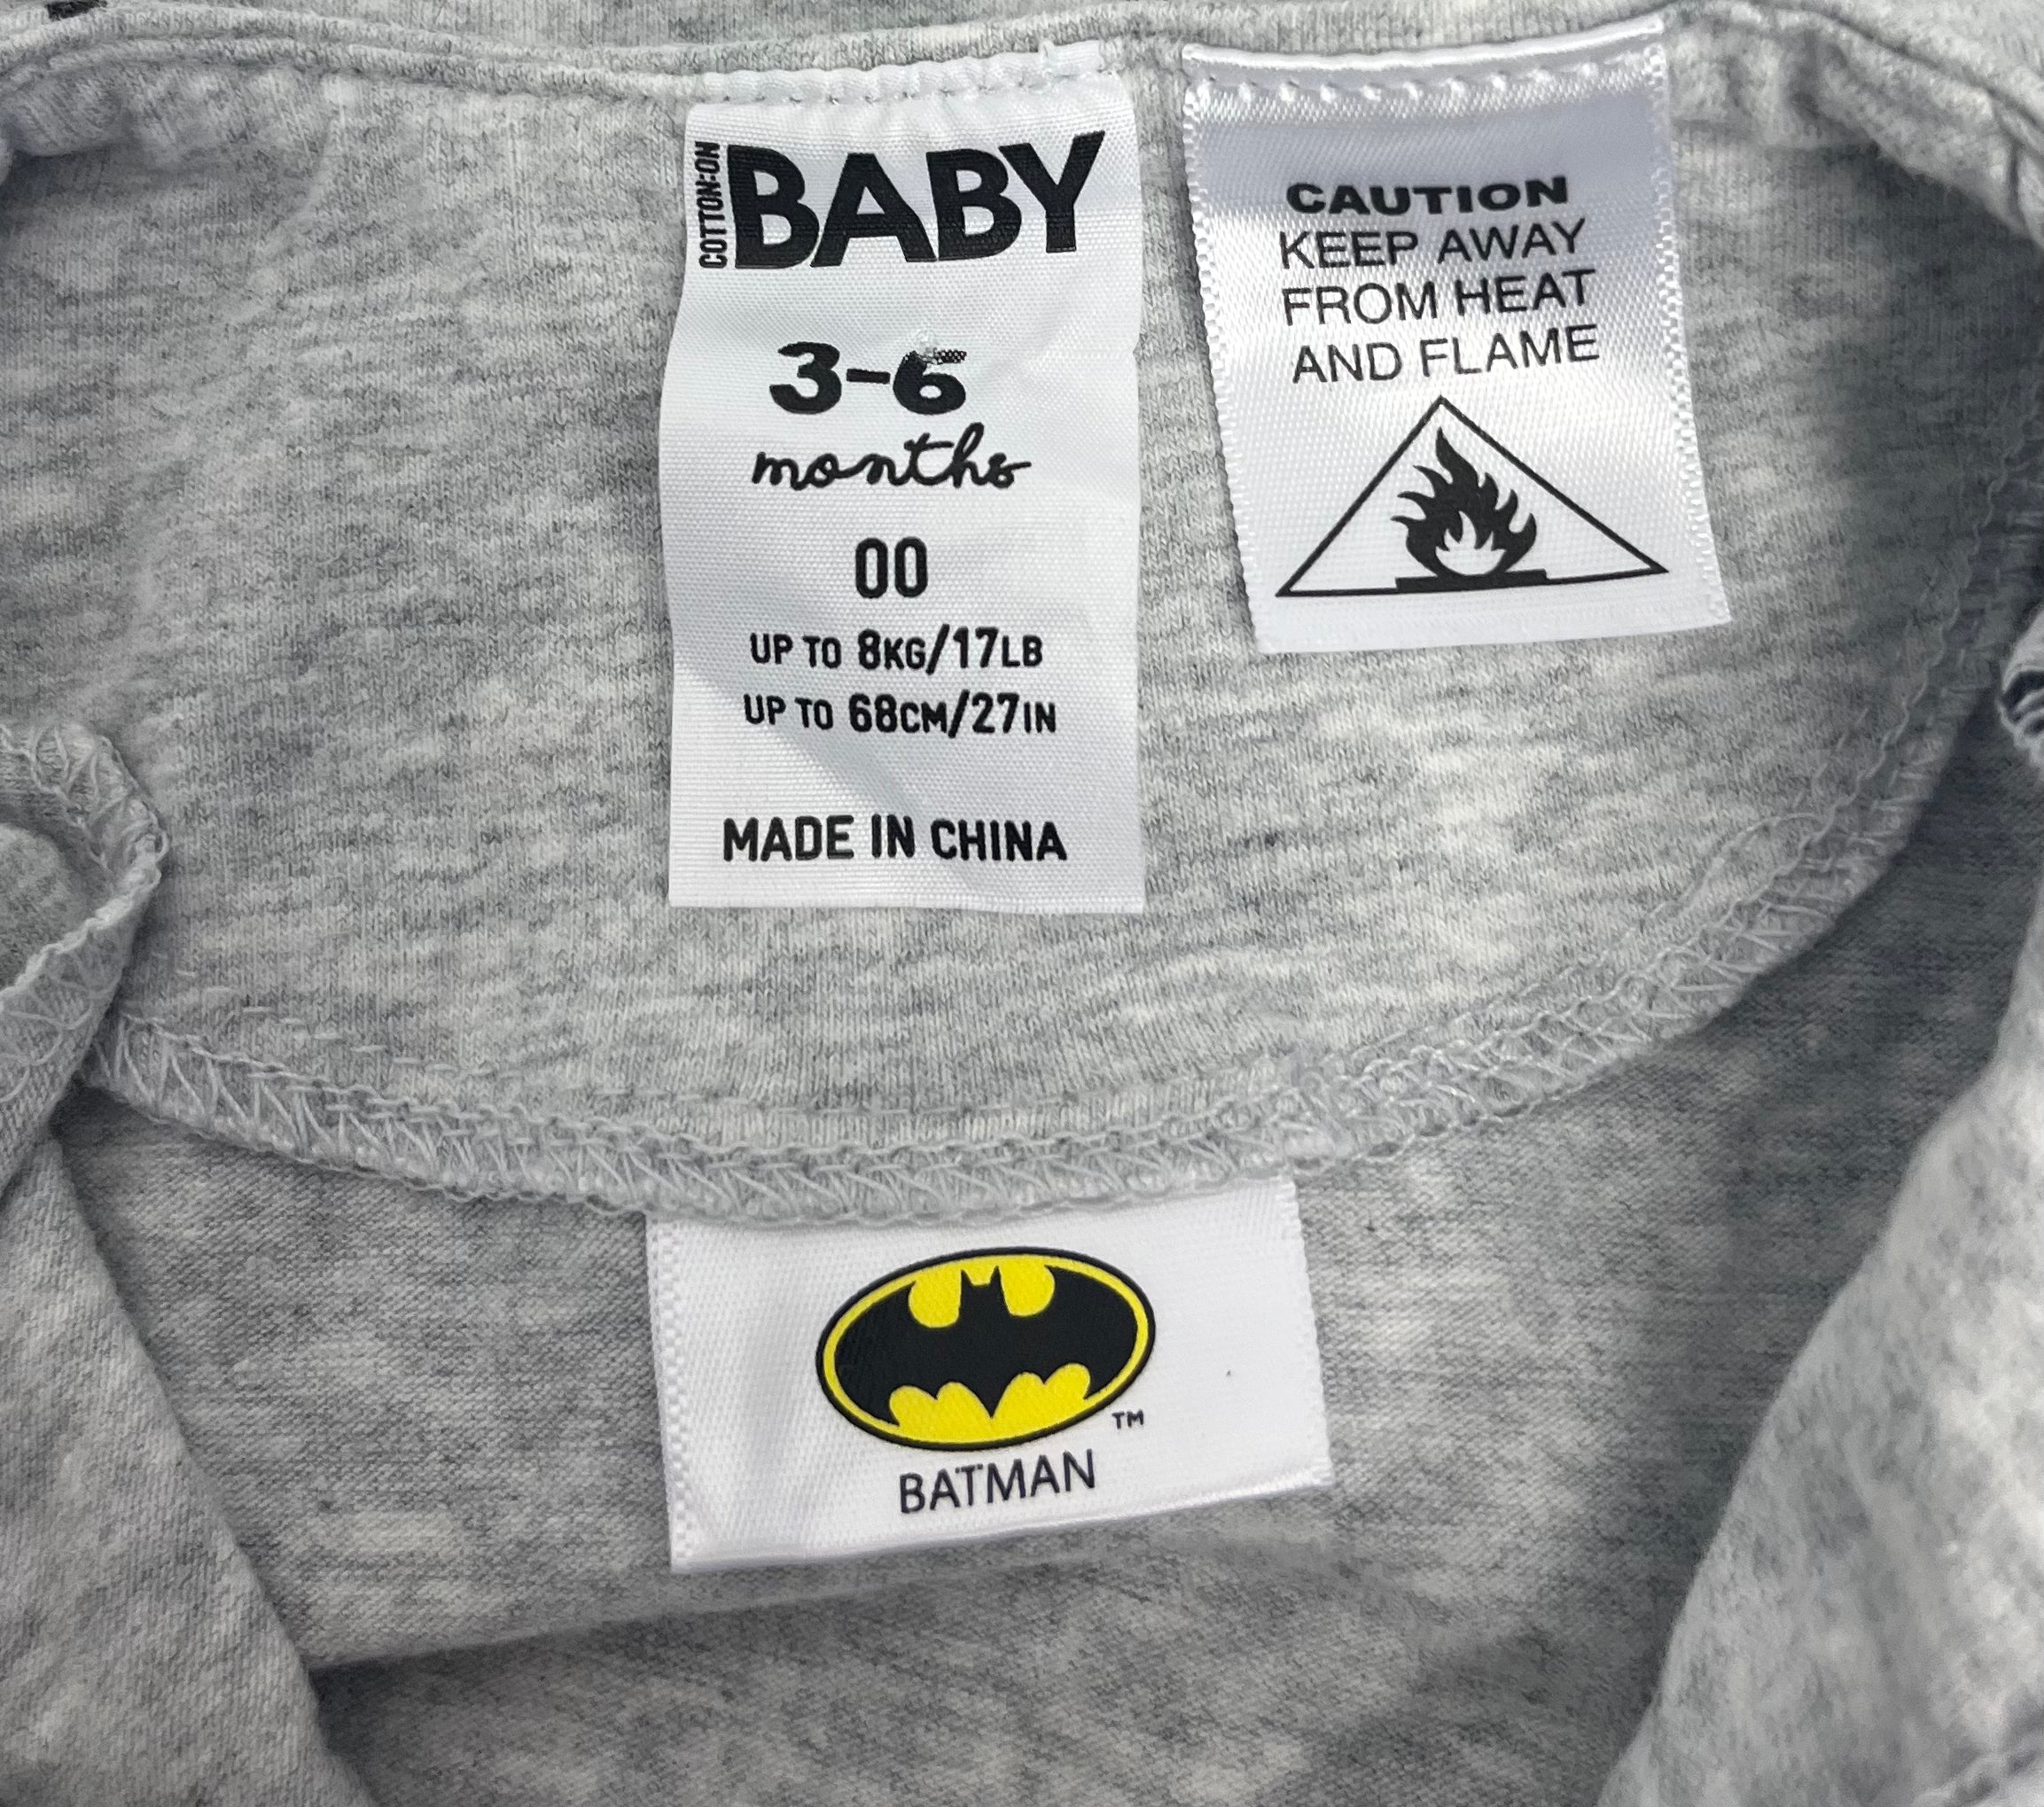 COTTON:ON
BABY
3-6
months
00
UP TO 8KG/17LB
UP TO 68CM/27IN
MADE IN CHINA
CAUTION
KEEP AWAY
FROM HEAT
AND FLAME
TM
BATMAN